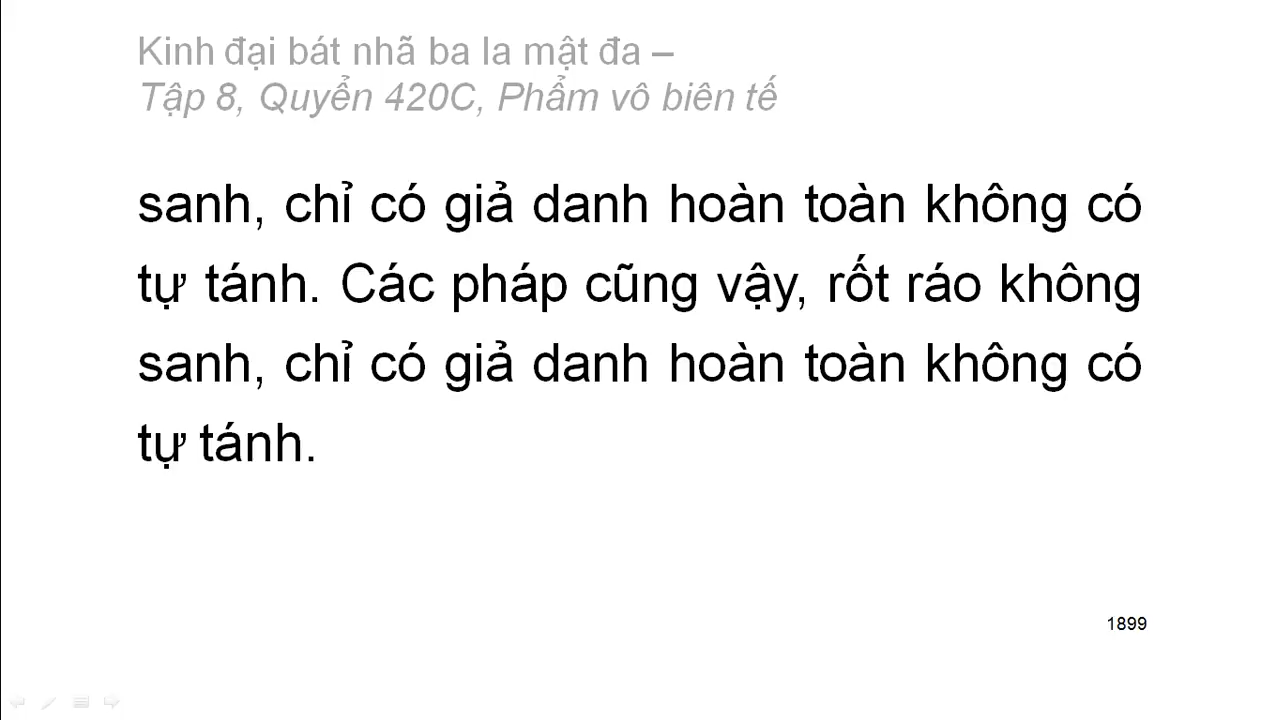 Kinh đại bát nhã ba la mật đa –
Tập 8, Quyển 420C, Phẩm vô biên tế
sanh, chỉ có giả danh hoàn toàn không có
tự tánh. Các pháp cũng vậy, rốt ráo không
sanh, chỉ có giả danh hoàn toàn không có
tự tánh.
1899